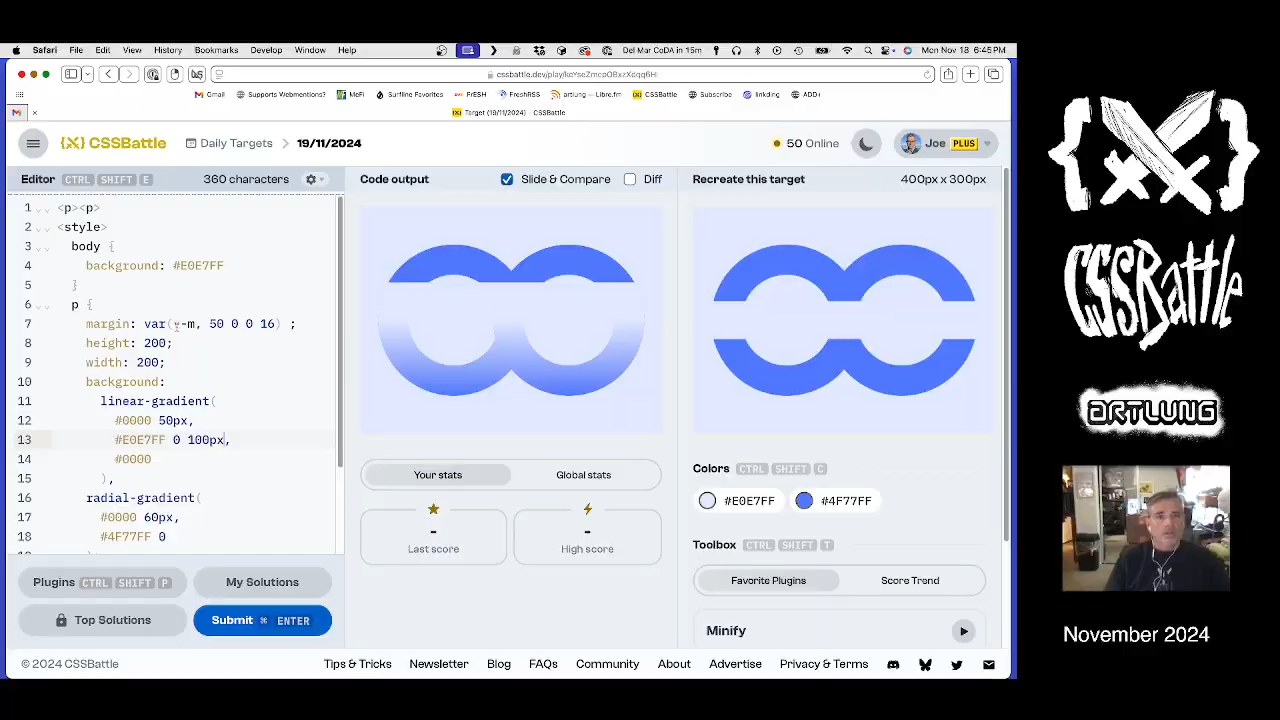 Safari File Edit View History Bookmarks Develop Window Help Del Mar CoDA in 15m Mon Nov 18 6:45 PM
cssbattle.dev/play/
Gmail Supports Webmentions? MeFi Surfline Favorites FrESH FreshRSS artlung — Libre.fm CSSBattle Subscribe linkding ADD
Target (19/11/2024) CSSBattle
{X} CSSBattle Daily Targets 19/11/2024 50 Online Joe PLUS
Editor CTRL SHIFT E 360 characters
Code output Slide & Compare Diff
Recreate this target 400px x 300px
1 <p><p>
2 <style>
3 body {
4 background: #E0E7FF
5 }
6 p {
7 margin: var(--m, 50 0 0 16) ;
8 height: 200;
9 width: 200;
10 background:
11 linear-gradient(
12 #0000 50px,
13 #E0E7FF 0 100px,
14 #0000
15 ),
16 radial-gradient(
17 #0000 60px,
18 #4F77FF 0
Your stats Global stats
- Last score
- High score
Colors CTRL SHIFT C
#E0E7FF #4F77FF
Toolbox CTRL SHIFT T
Favorite Plugins Score Trend
Minify
Plugins CTRL SHIFT P My Solutions
Top Solutions Submit ⌘ ENTER
© 2024 CSSBattle Tips & Tricks Newsletter Blog FAQs Community About Advertise Privacy & Terms
CSSBattle
ARTLUNG
November 2024